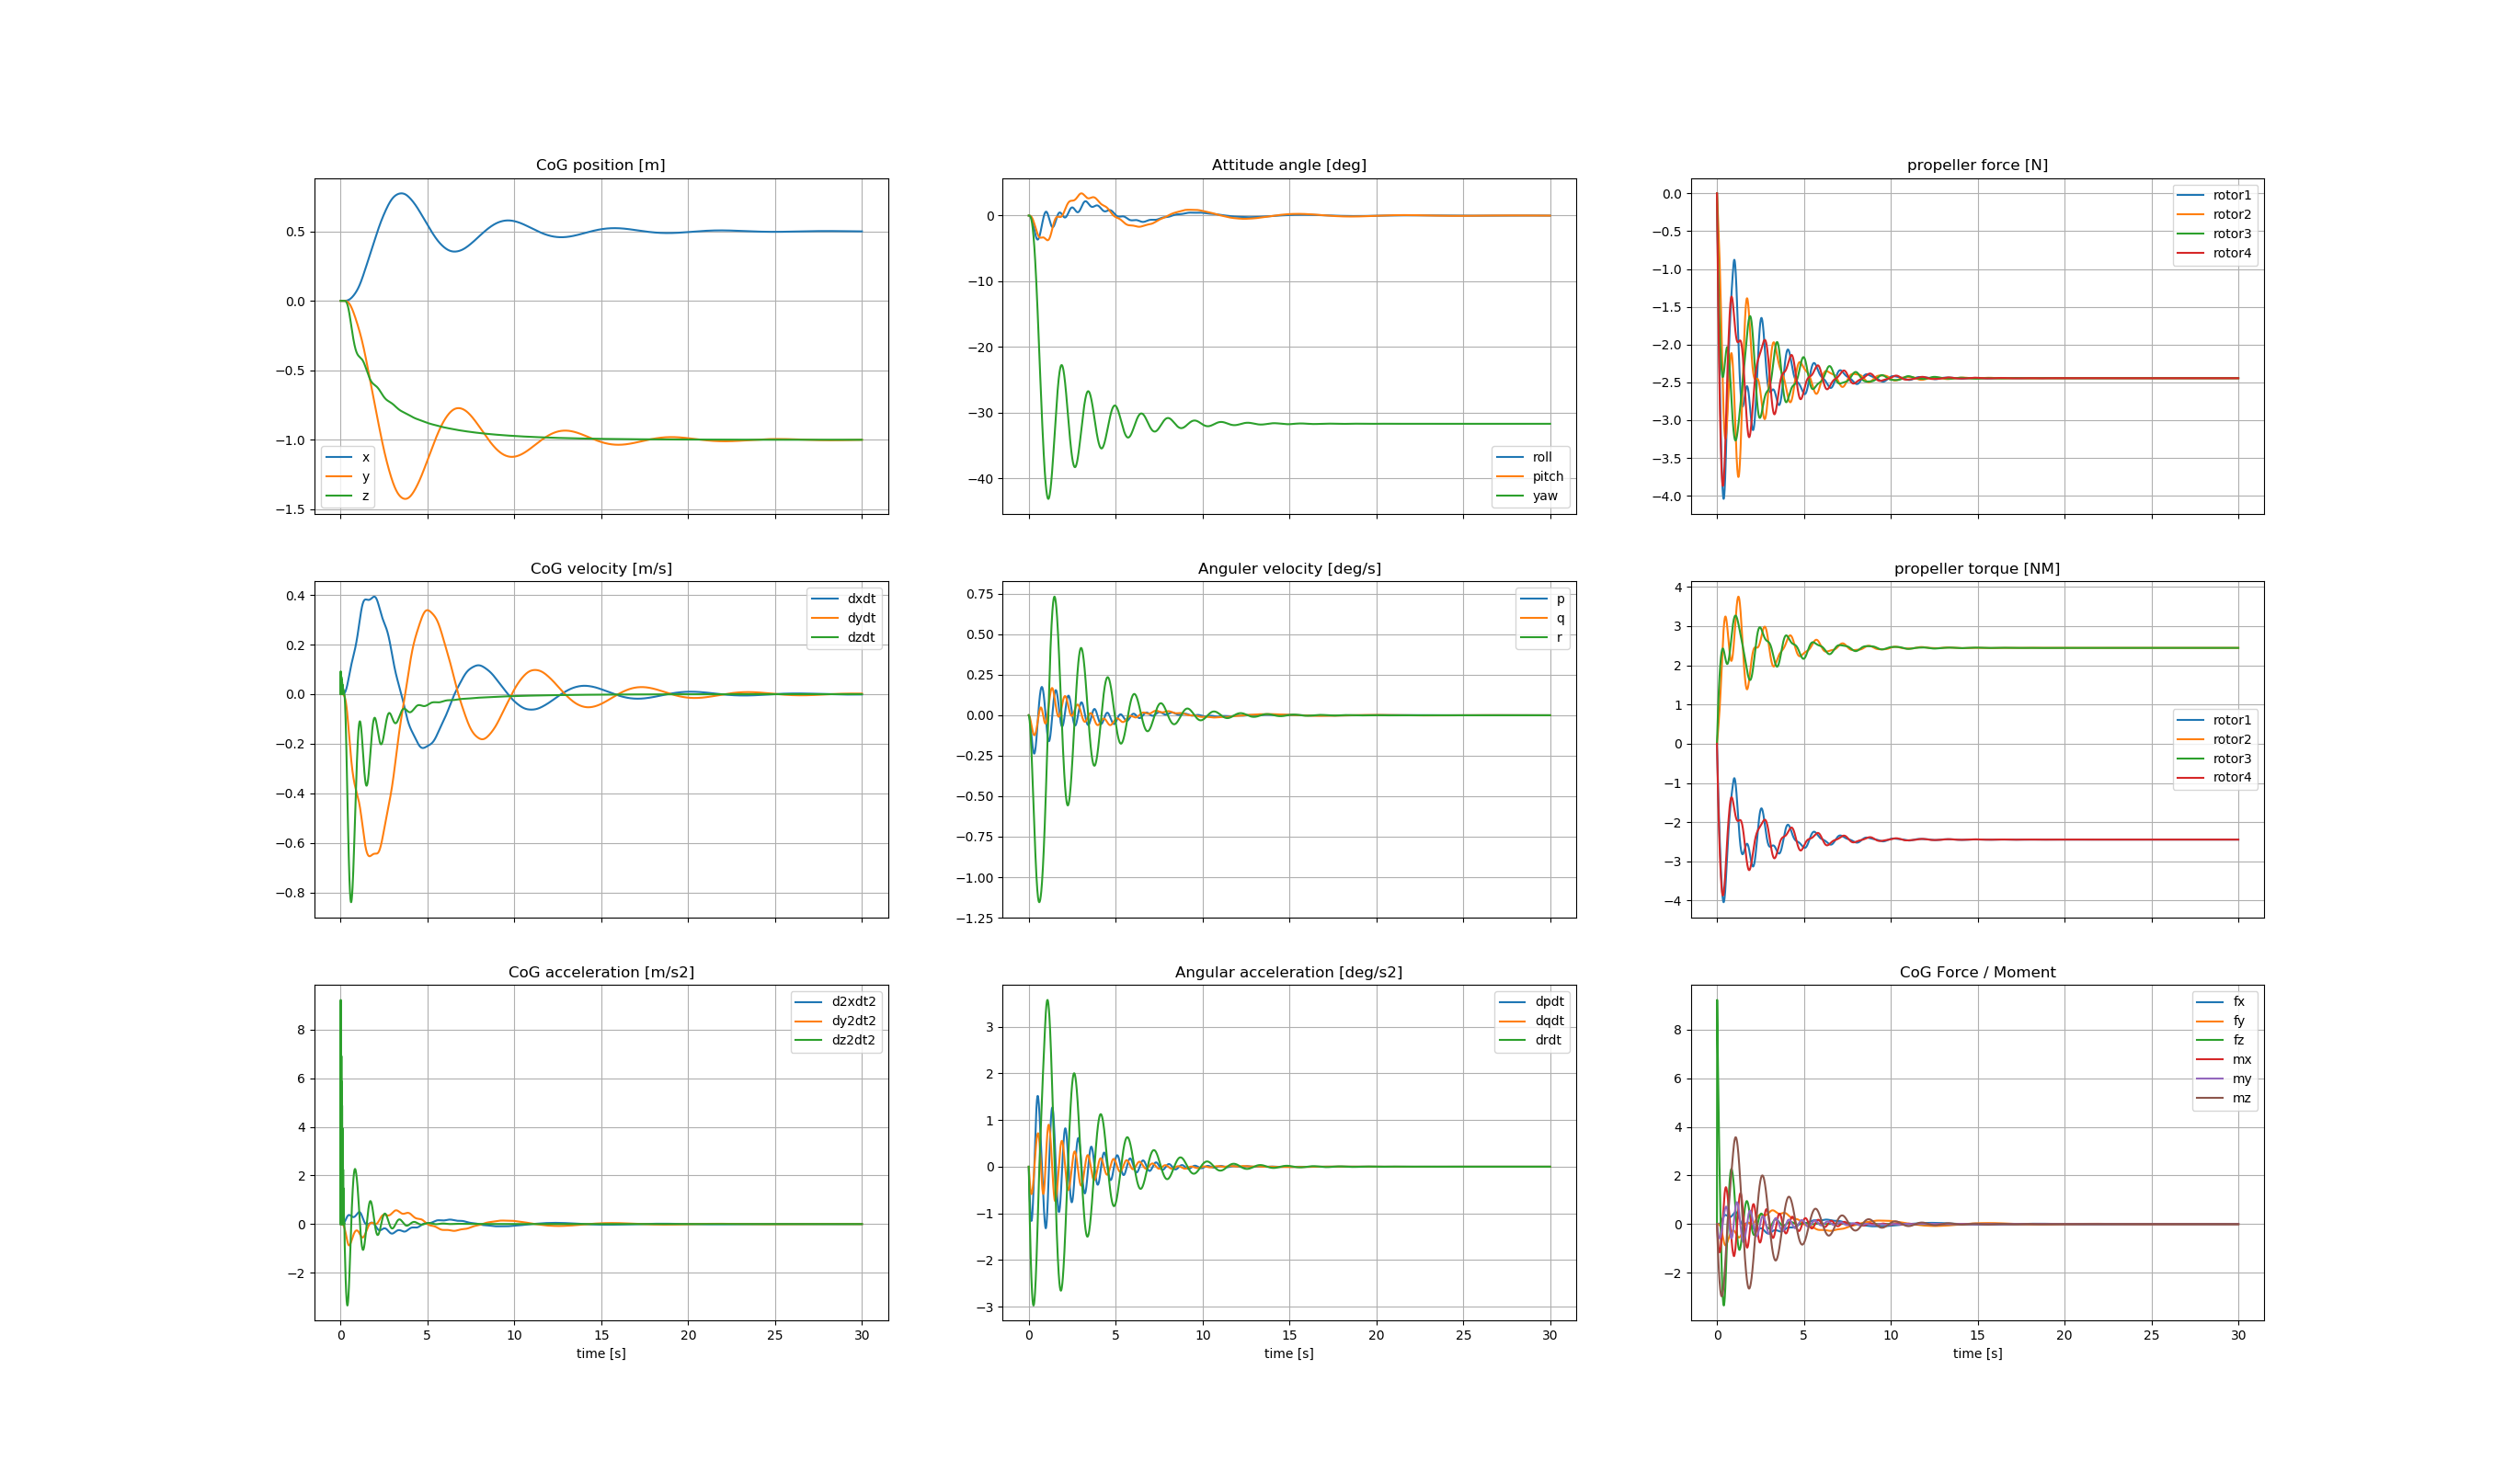 CoG position [m]
0.5
0.0
−0.5
−1.0
−1.5
x
y
z
Attitude angle [deg]
0
−10
−20
−30
−40
roll
pitch
yaw
propeller force [N]
0.0
−0.5
−1.0
−1.5
−2.0
−2.5
−3.0
−3.5
−4.0
rotor1
rotor2
rotor3
rotor4
CoG velocity [m/s]
0.4
0.2
0.0
−0.2
−0.4
−0.6
−0.8
dxdt
dydt
dzdt
Anguler velocity [deg/s]
0.75
0.50
0.25
0.00
−0.25
−0.50
−0.75
−1.00
−1.25
p
q
r
propeller torque [NM]
4
3
2
1
0
−1
−2
−3
−4
rotor1
rotor2
rotor3
rotor4
CoG acceleration [m/s2]
8
6
4
2
0
−2
d2xdt2
dy2dt2
dz2dt2
0 5 10 15 20 25 30
time [s]
Angular acceleration [deg/s2]
3
2
1
0
−1
−2
−3
dpdt
dqdt
drdt
0 5 10 15 20 25 30
time [s]
CoG Force / Moment
8
6
4
2
0
−2
fx
fy
fz
mx
my
mz
0 5 10 15 20 25 30
time [s]